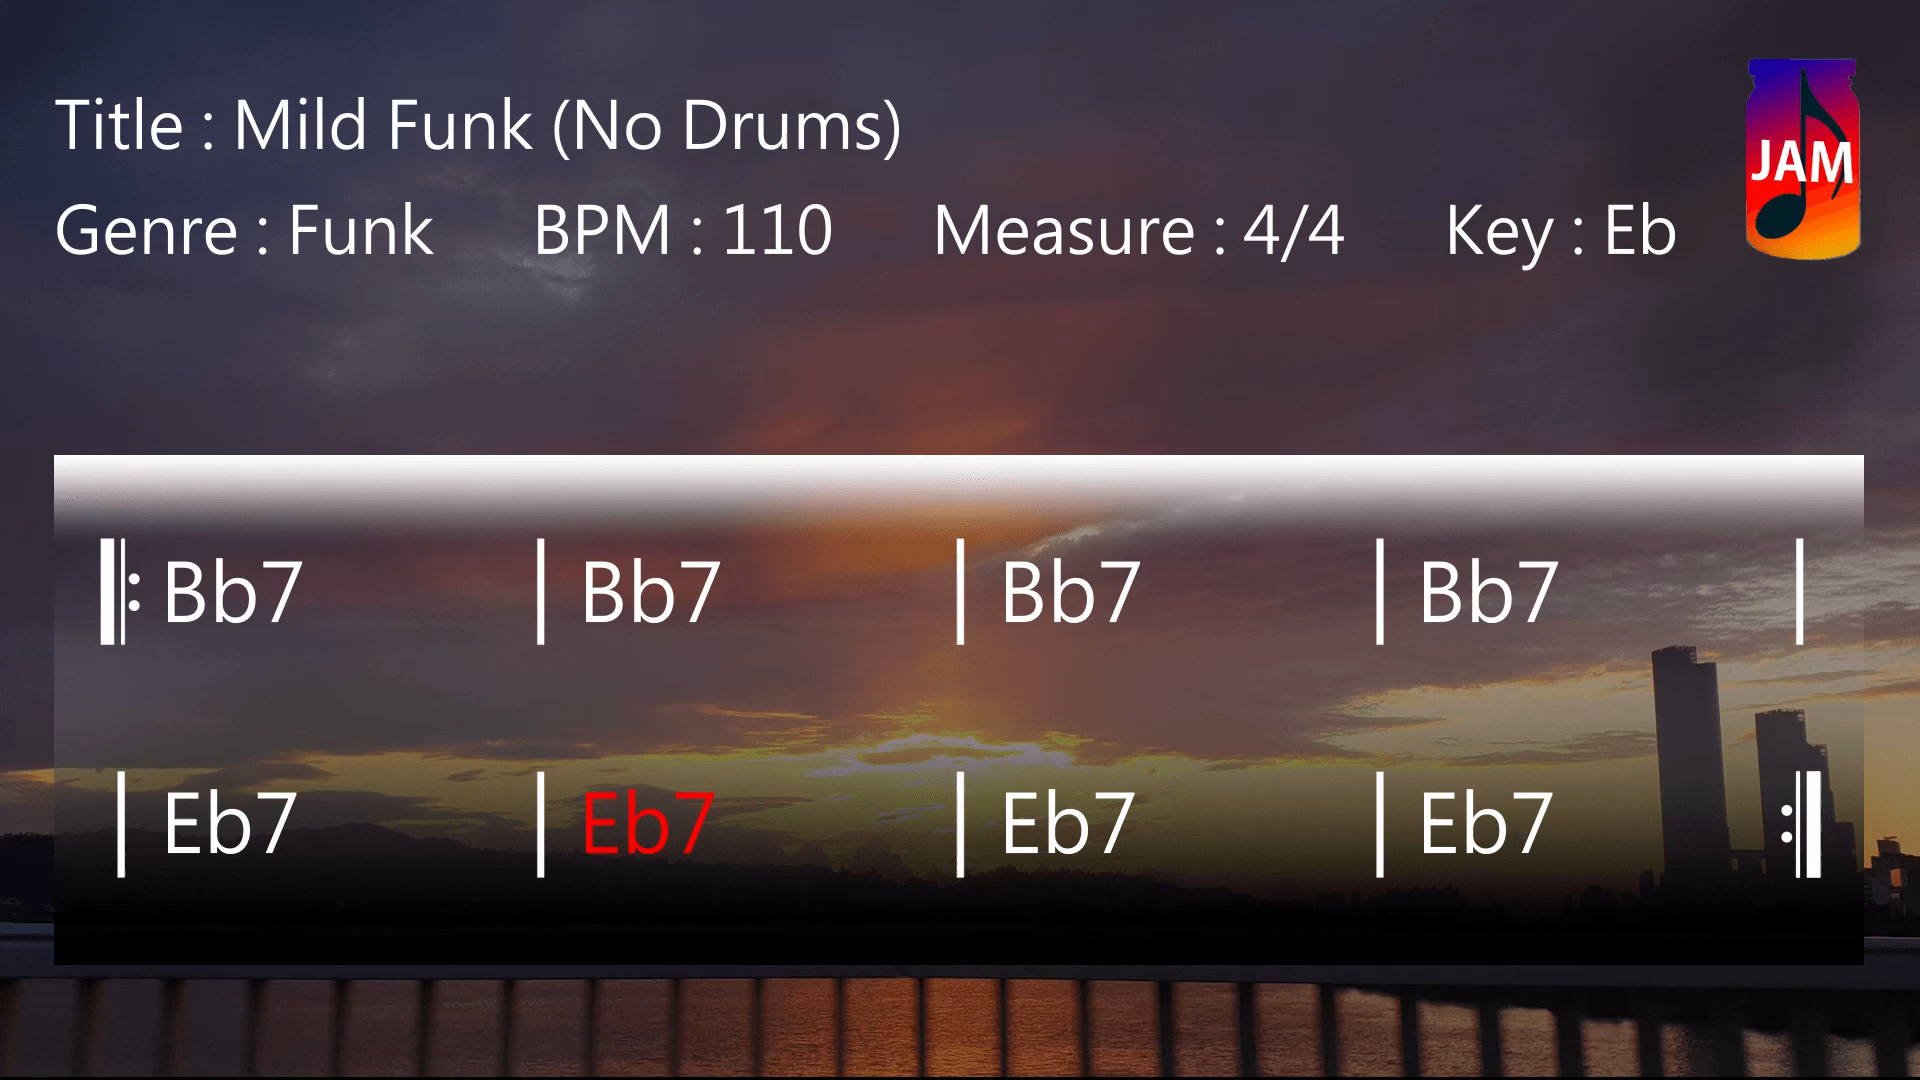 Title : Mild Funk (No Drums)
Genre : Funk BPM : 110 Measure : 4/4 Key : Eb
JAM
Bb7 Bb7 Bb7 Bb7
Eb7 Eb7 Eb7 Eb7